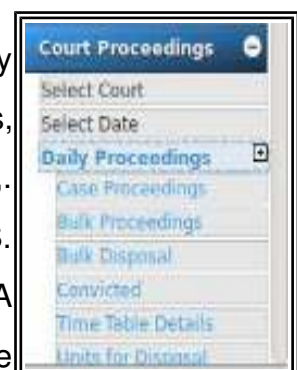 Court Proceedings
y
Select Court
s,
Select Date
Daily Proceedings
Case Proceedings
Bulk Proceedings
Bulk Disposal
Convicted
A
Time Table Details
e
Units for Disposal